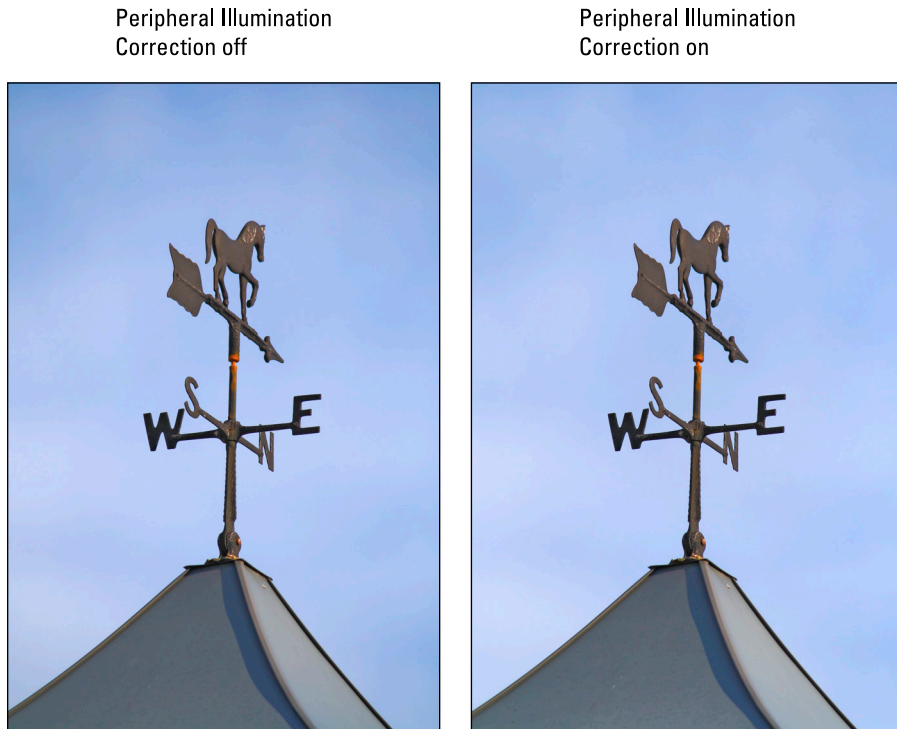 Peripheral Illumination
Correction off
Peripheral Illumination
Correction on
S
W E
N
S
W E
N